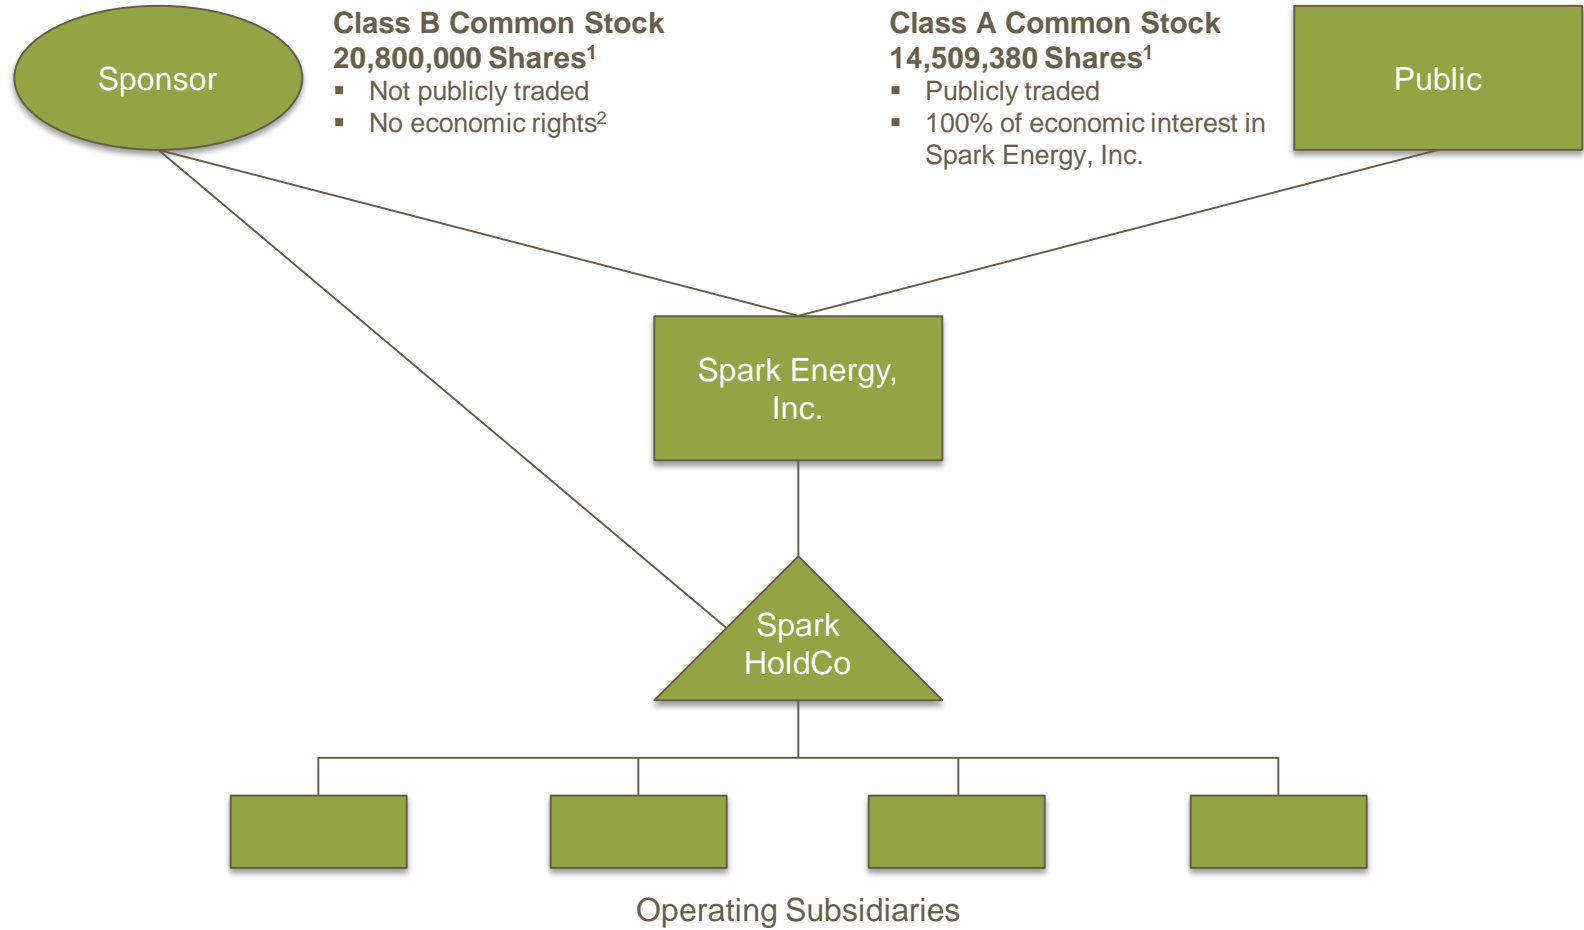 Sponsor
Class B Common Stock
20,800,000 Shares¹
▪ Not publicly traded
▪ No economic rights²
Class A Common Stock
14,509,380 Shares¹
▪ Publicly traded
▪ 100% of economic interest in
Spark Energy, Inc.
Public
Spark Energy,
Inc.
Spark
HoldCo
Operating Subsidiaries